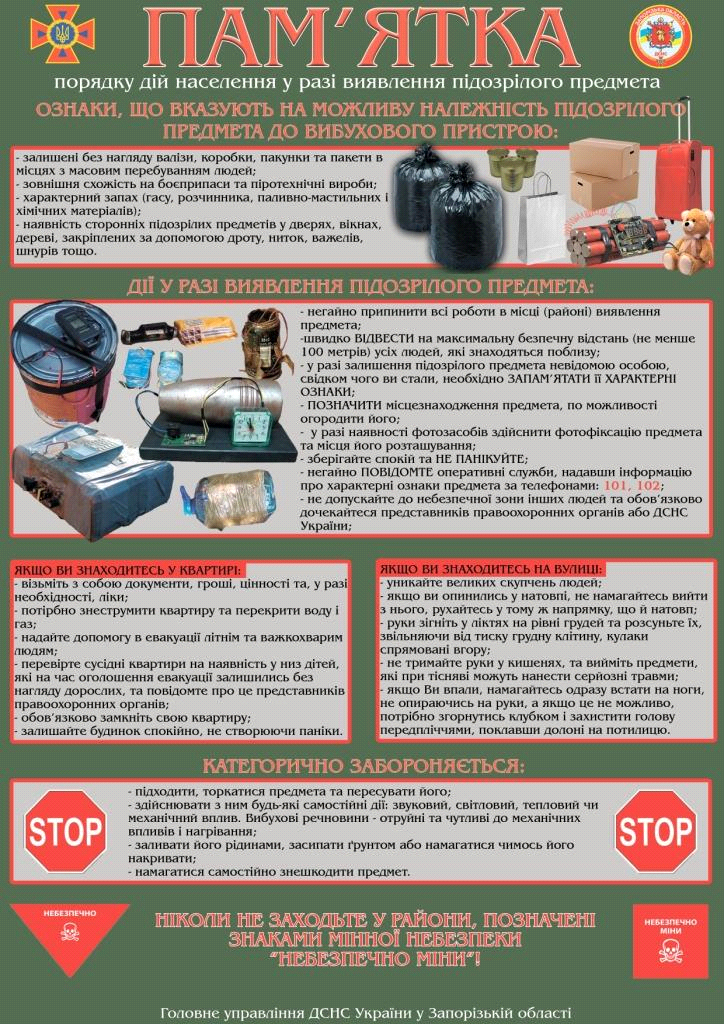 ПАМ’ЯТКА
порядку дій населення у разі виявлення підозрілого предмета
ОЗНАКИ, ЩО ВКАЗУЮТЬ НА МОЖЛИВУ НАЛЕЖНІСТЬ ПІДОЗРІЛОГО
ПРЕДМЕТА ДО ВИБУХОВОГО ПРИСТРОЮ:
- залишені без нагляду валізи, коробки, пакунки та пакети в
місцях з масовим перебуванням людей;
- зовнішня схожість на боєприпаси та піротехнічні вироби;
- характерний запах (гасу, розчинника, паливно-мастильних і
хімічних матеріалів);
- наявність сторонніх підозрілих предметів у дверях, вікнах,
дереві, закріплених за допомогою дроту, ниток, важелів,
шнурів тощо.
ДІЇ У РАЗІ ВИЯВЛЕННЯ ПІДОЗРІЛОГО ПРЕДМЕТА:
- негайно припинити всі роботи в місці (районі) виявлення
предмета;
-швидко ВІДВЕСТИ на максимальну безпечну відстань (не менше
100 метрів) усіх людей, які знаходяться поблизу;
- у разі залишення підозрілого предмета невідомою особою,
свідком чого ви стали, необхідно ЗАПАМ’ЯТАТИ її ХАРАКТЕРНІ
ОЗНАКИ;
- ПОЗНАЧИТИ місцезнаходження предмета, по можливості
огородити його;
- у разі наявності фотозасобів здійснити фотофіксацію предмета
та місця його розташування;
- зберігайте спокій та НЕ ПАНІКУЙТЕ;
- негайно ПОВІДОМТЕ оперативні служби, надавши інформацію
про характерні ознаки предмета за телефонами: 101, 102;
- не допускайте до небезпечної зони інших людей та обов’язково
дочекайтеся представників правоохоронних органів або ДСНС
України;
ЯКЩО ВИ ЗНАХОДИТЕСЬ У КВАРТИРІ:
- візьміть з собою документи, гроші, цінності та, у разі
необхідності, ліки;
- потірбно знеструмити квартиру та перекрити воду і
газ;
- надайте допомогу в евакуації літнім та важкохварим
людям;
- перевірте сусідні квартири на наявність у низ дітей,
які на час оголошення евакуації залишились без
нагляду дорослих, та повідомте про це представників
правоохоронних органів;
- обов’язково замкніть свою квартиру;
- залишайте будинок спокійно, не створюючи паніки.
ЯКЩО ВИ ЗНАХОДИТЕСЬ НА ВУЛИЦІ:
- уникайте великих скупчень людей;
- якщо ви опинились у натовпі, не намагайтесь вийти
з нього, рухайтесь у тому ж напрямку, що й натовп;
- руки зігніть у ліктях на рівні грудей та розсуньте їх,
звільняючи від тиску грудну клітину, кулаки
спрямовані вгору;
- не тримайте руки у кишенях, та вийміть предмети,
які при тісняві можуть нанести серйозні травми;
- якщо Ви впали, намагайтесь одразу встати на ноги,
не опираючись на руки, а якщо це не можливо,
потрібно згорнутись клубком і захистити голову
передпліччями, поклавши долоні на потилицю.
КАТЕГОРИЧНО ЗАБОРОНЯЄТЬСЯ:
STOP
- підходити, торкатися предмета та пересувати його;
- здійснювати з ним будь-які самостійні дії: звуковий, світловий, тепловий чи
механічний вплив. Вибухові речновини - отруйні та чутливі до механічних
впливів і нагрівання;
- заливати його рідинами, засипати ґрунтом або намагатися чимось його
накривати;
- намагатися самостійно знешкодити предмет.
STOP
НЕБЕЗПЕЧНО
НІКОЛИ НЕ ЗАХОДЬТЕ У РАЙОНИ, ПОЗНАЧЕНІ
ЗНАКАМИ МІННОЇ НЕБЕЗПЕКИ
“НЕБЕЗПЕЧНО МІНИ”!
НЕБЕЗПЕЧНО
МІНИ
Головне управління ДСНС України у Запорізькій області